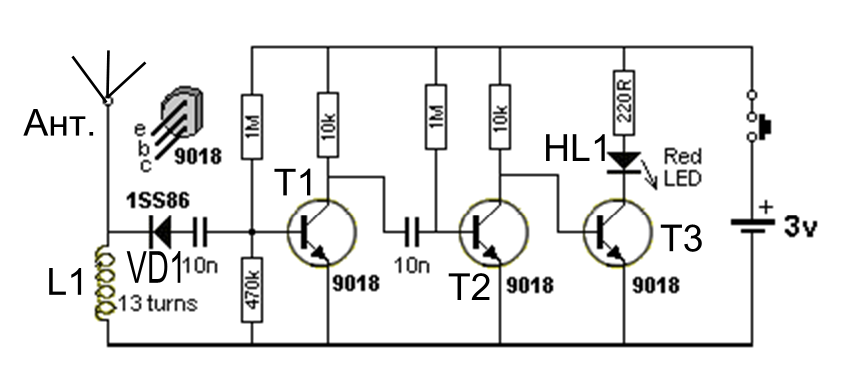 Ант.
e
b
c
9018
1SS86
VD1
10n
L1
13 turns
1M
470k
10k
T1
9018
10n
1M
10k
T2
9018
220R
HL1
Red
LED
T3
9018
+
3v